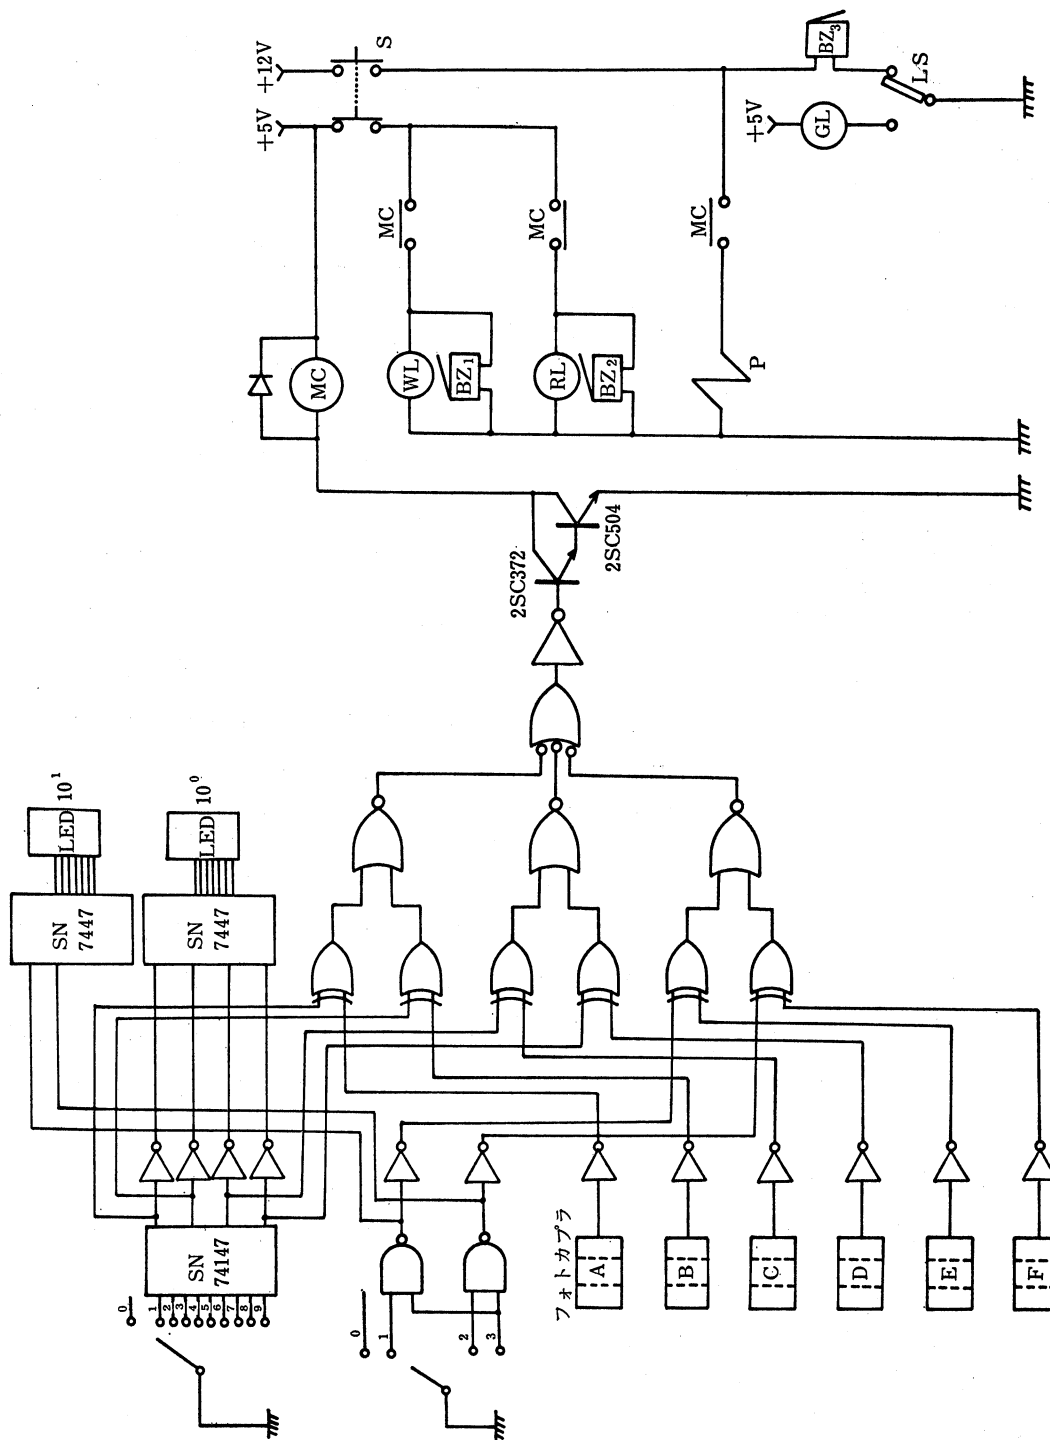 +12V
+5V
S
BZ3
LS
+5V
GL
MC
MC
MC
MC
WL
BZ1
RL
BZ2
P
2SC372
2SC504
LED 10¹
LED 10⁰
SN
7447
SN
7447
SN
74147
0
1
2
3
4
5
6
7
8
9
0
1
2
3
フォトカプラ
A
B
C
D
E
F